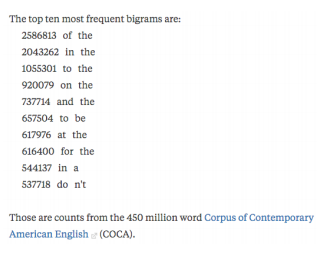 The top ten most frequent bigrams are:
2586813 of the
2043262 in the
1055301 to the
920079 on the
737714 and the
657504 to be
617976 at the
616400 for the
544137 in a
537718 do n't
Those are counts from the 450 million word Corpus of Contemporary
American English (COCA).